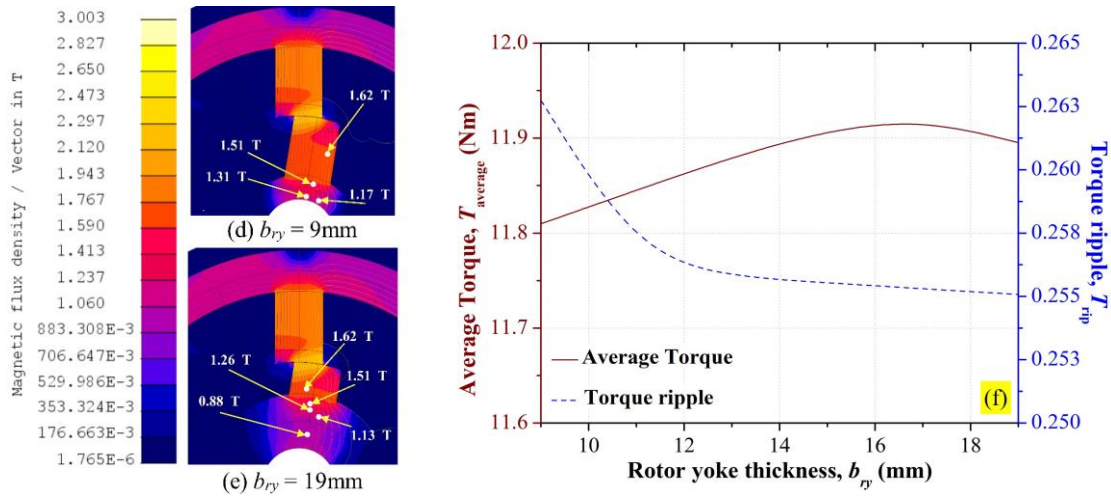 Magnetic flux density / Vector in T
3.003
2.827
2.650
2.473
2.297
2.120
1.943
1.767
1.590
1.413
1.237
1.060
883.308E-3
706.647E-3
529.986E-3
353.324E-3
176.663E-3
1.765E-6
1.62 T
1.51 T
1.31 T
1.17 T
(d) bry = 9mm
1.62 T
1.26 T
1.51 T
0.88 T
1.13 T
(e) bry = 19mm
Average Torque, Taverage (Nm)
12.0
11.9
11.8
11.7
11.6
Average Torque
Torque ripple
(f)
10 12 14 16 18
Rotor yoke thickness, bry (mm)
0.265
0.263
0.260
0.258
0.255
0.253
0.250
Torque ripple, Trip